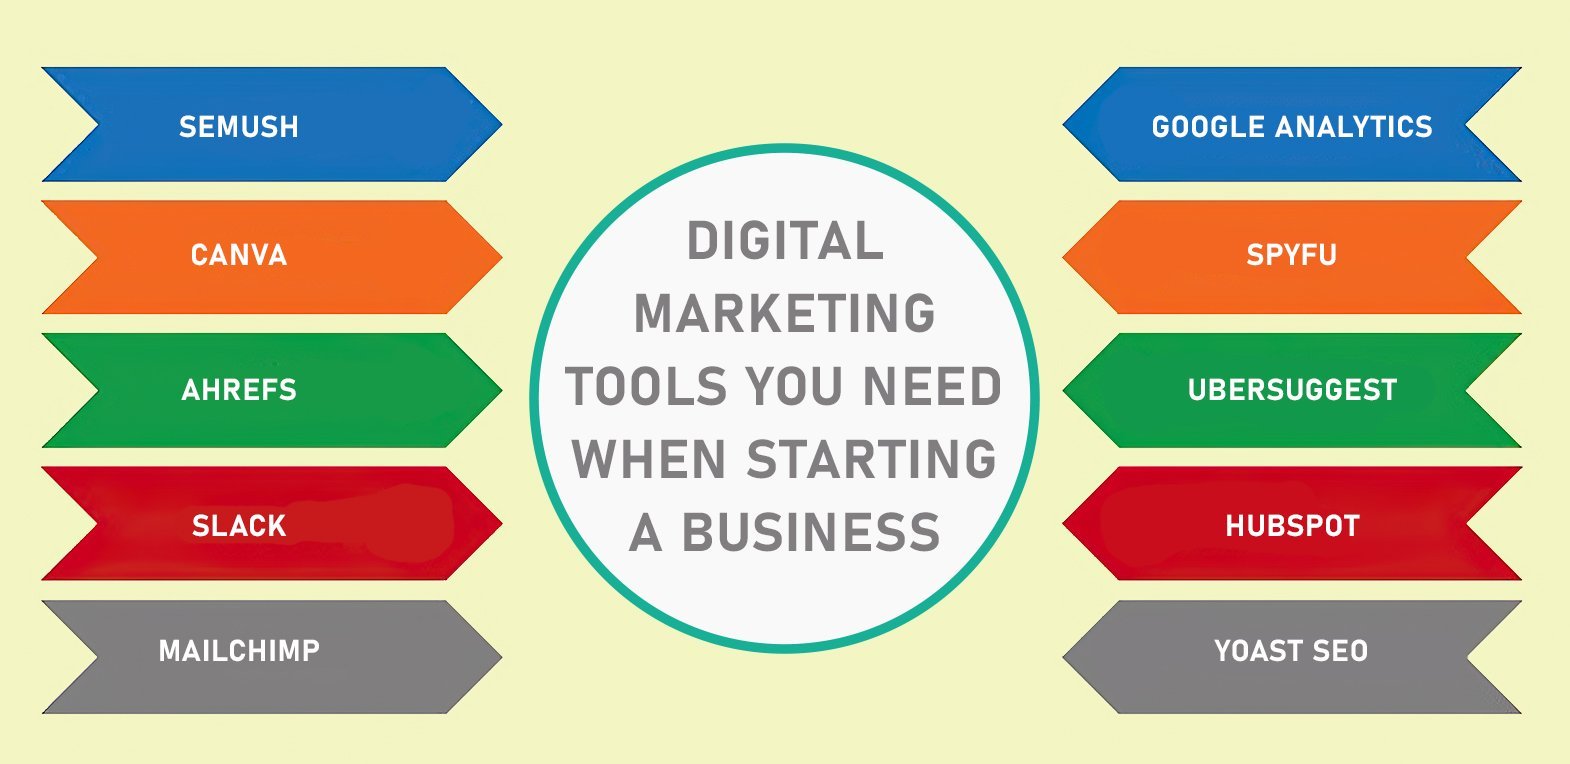 SEMUSH
CANVA
AHREFS
SLACK
MAILCHIMP
DIGITAL
MARKETING
TOOLS YOU NEED
WHEN STARTING
A BUSINESS
GOOGLE ANALYTICS
SPYFU
UBERSUGGEST
HUBSPOT
YOAST SEO